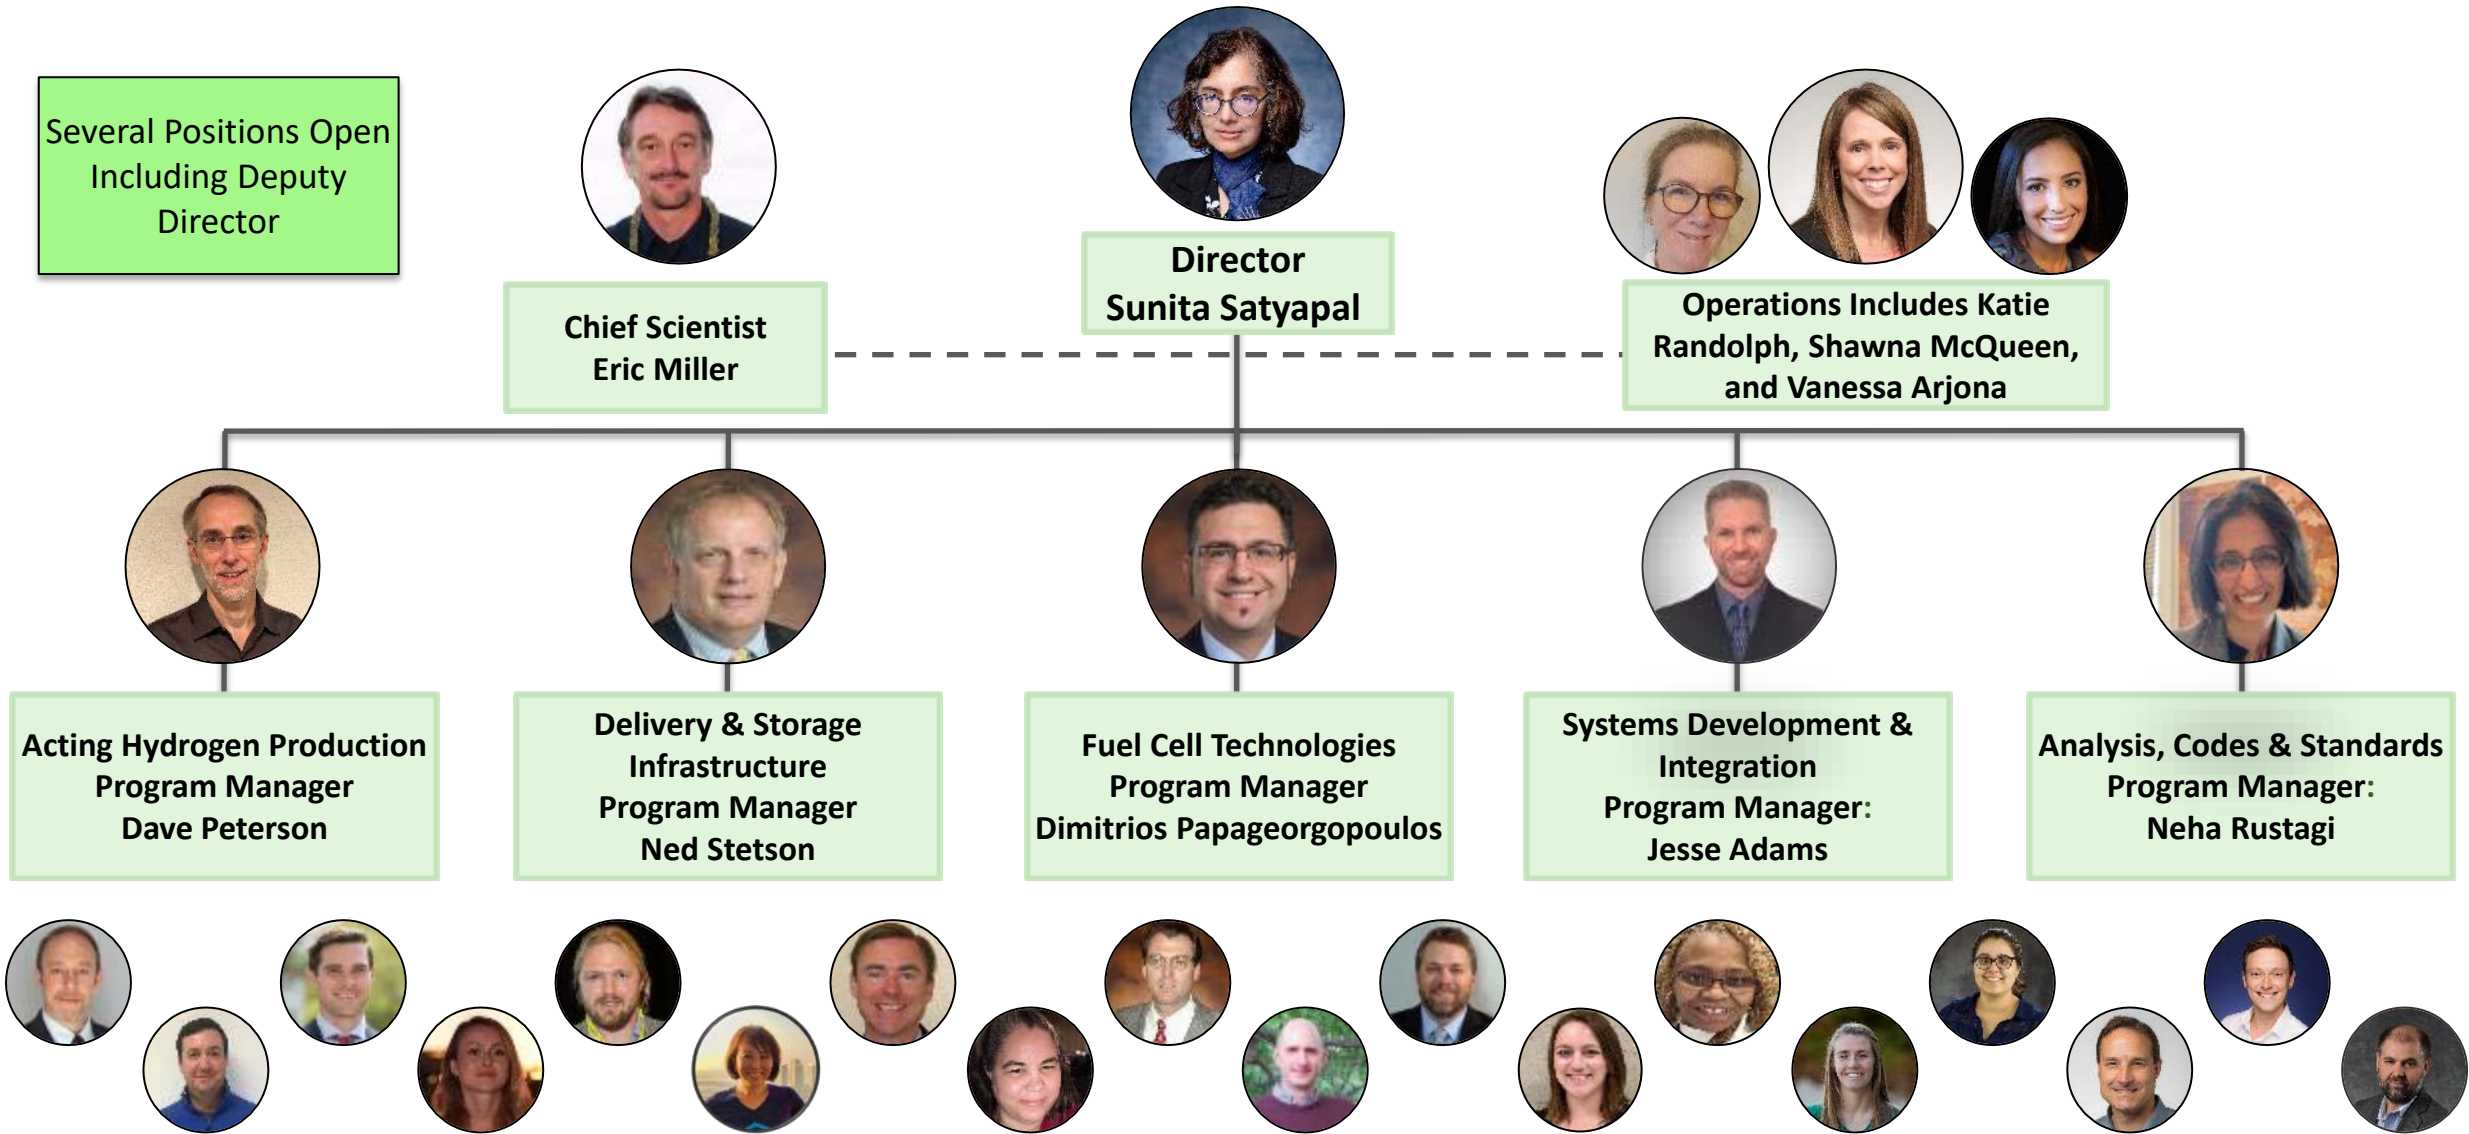 Several Positions Open
Including Deputy
Director
Director
Sunita Satyapal
Chief Scientist
Eric Miller
Operations Includes Katie
Randolph, Shawna McQueen,
and Vanessa Arjona
Acting Hydrogen Production
Program Manager
Dave Peterson
Delivery & Storage
Infrastructure
Program Manager
Ned Stetson
Fuel Cell Technologies
Program Manager
Dimitrios Papageorgopoulos
Systems Development &
Integration
Program Manager:
Jesse Adams
Analysis, Codes & Standards
Program Manager:
Neha Rustagi